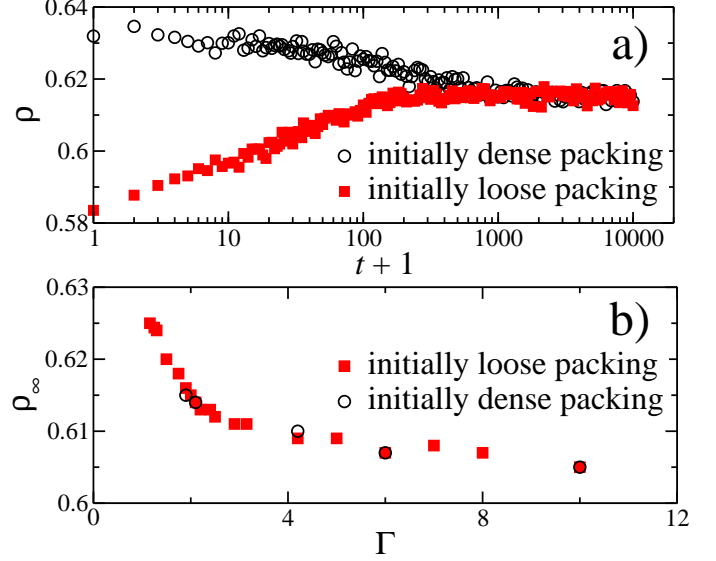 0.64
a)
0.62
ρ
0.6
initially dense packing
initially loose packing
0.58
1 10 100 1000 10000
t + 1
0.63
b)
0.62
initially loose packing
initially dense packing
ρ∞
0.61
0.6
0 4 8 12
Γ